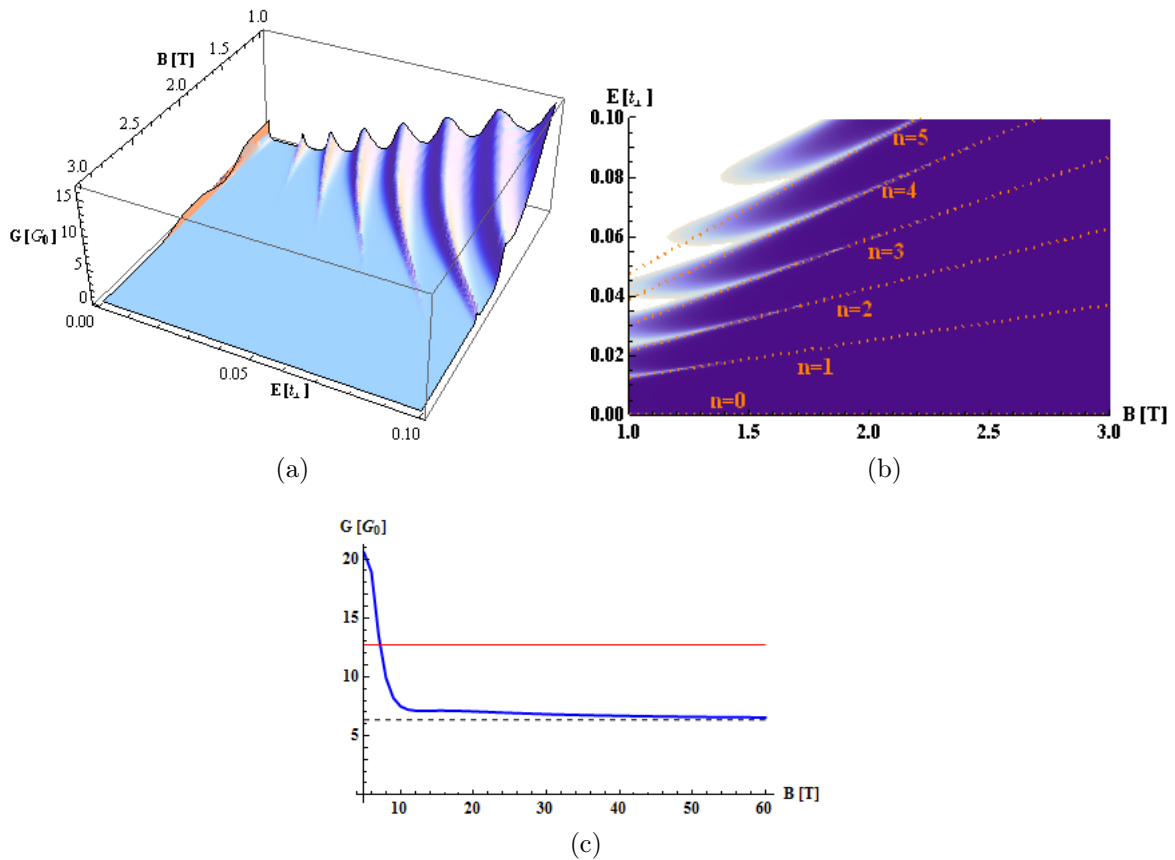 1.0
1.5
B [T]
2.0
2.5
3.0
15
10
G [G₀]
5
0
0.00
0.05
E [t⊥]
0.10
(a)
E [t⊥]
0.10
0.08
0.06
0.04
0.02
0.00
n=5
n=4
n=3
n=2
n=1
n=0
1.0 1.5 2.0 2.5 3.0
B [T]
(b)
G [G₀]
20
15
10
5
10 20 30 40 50 60
B [T]
(c)